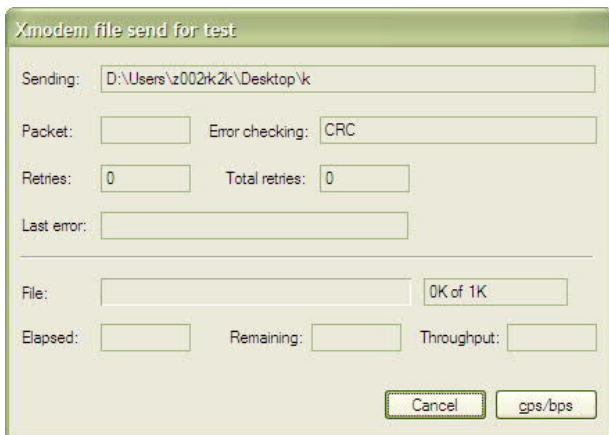 Xmodem file send for test
Sending: D:\Users\z002rk2k\Desktop\k
Packet: Error checking: CRC
Retries: 0 Total retries: 0
Last error:
File: 0K of 1K
Elapsed: Remaining: Throughput:
Cancel cps/bps